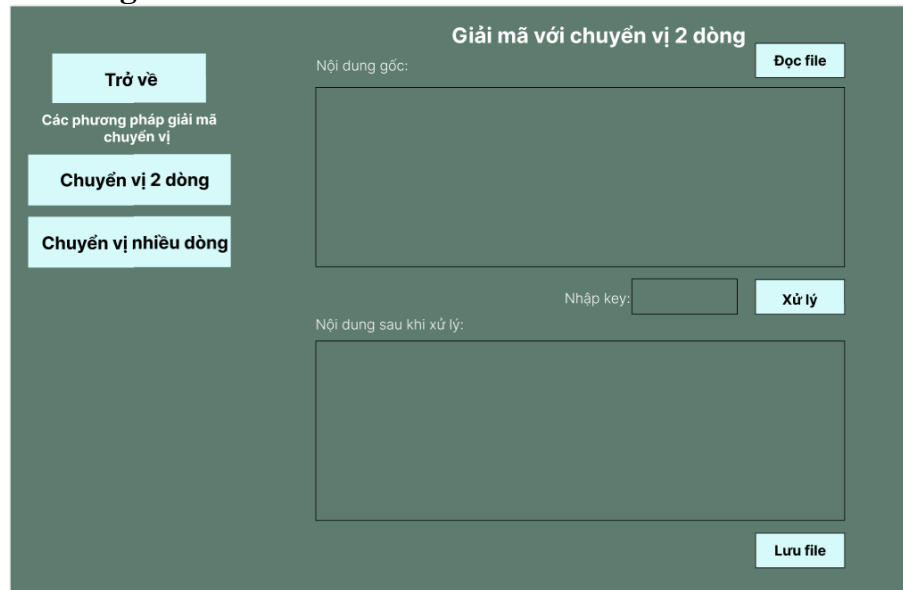 Giải mã với chuyển vị 2 dòng
Trở về
Các phương pháp giải mã
chuyển vị
Chuyển vị 2 dòng
Chuyển vị nhiều dòng
Nội dung gốc:
Đọc file
Nhập key:
Xử lý
Nội dung sau khi xử lý:
Lưu file